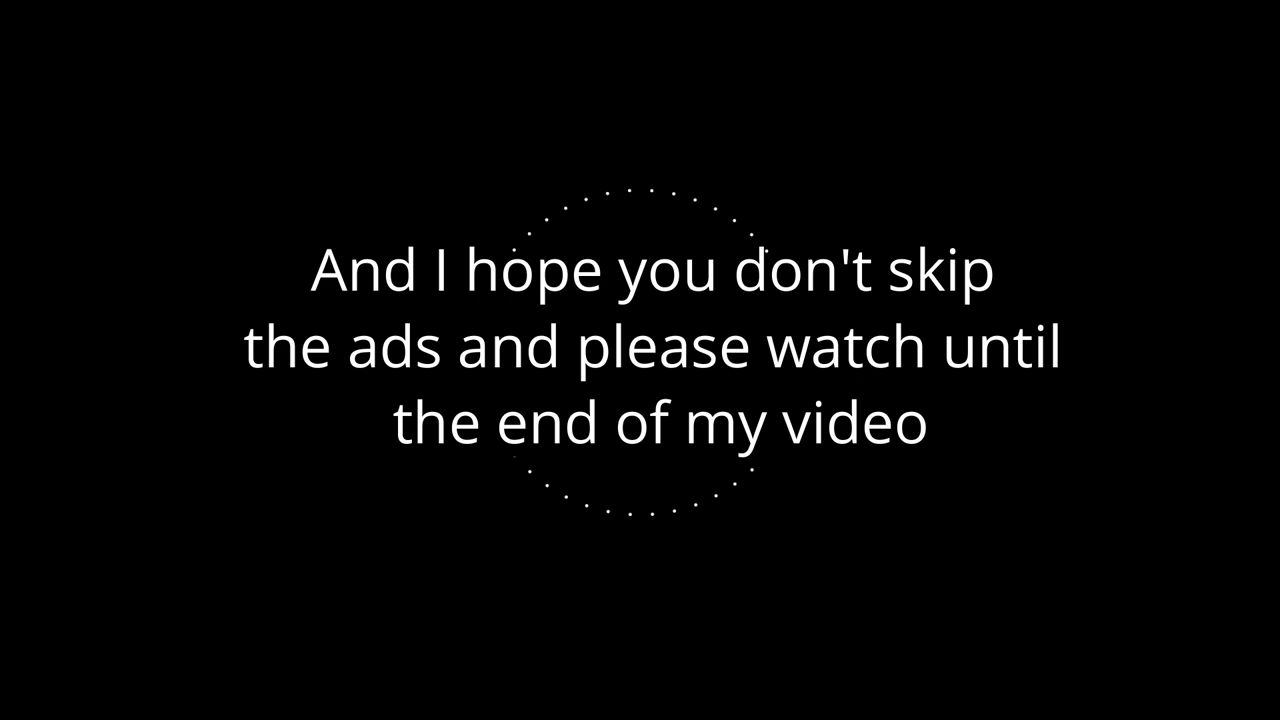 And I hope you don't skip
the ads and please watch until
the end of my video